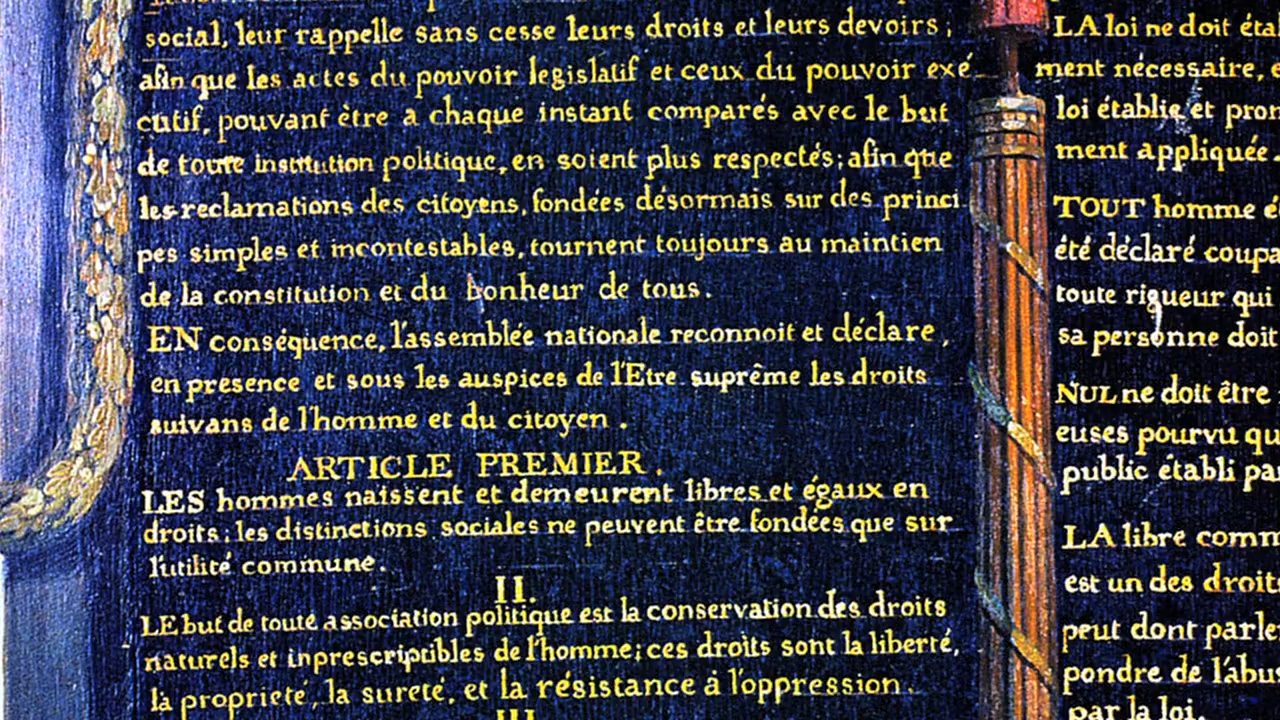 social, leur rappelle sans cesse leurs droits et leurs devoirs ;
afin que les actes du pouvoir legislatif et ceux du pouvoir exé
cutif, pouvant être a chaque instant comparés avec le but
de toute institution politique, en soient plus respectés; afin que
les reclamations des citoyens, fondées désormais sur des princi
pes simples et incontestables, tournent toujours au maintien
de la constitution et du bonheur de tous.
EN conséquence, l'assemblée nationale reconnoit et déclare,
en presence et sous les auspices de l'Etre suprême les droits
suivans de l'homme et du citoyen .
ARTICLE PREMIER.
LES hommes naissent et demeurent libres et égaux en
droits; les distinctions sociales ne peuvent être fondées que sur
l'utilité commune.
II.
LE but de toute association politique est la conservation des droits
naturels et inprescriptibles de l'homme; ces droits sont la liberté,
la proprieté, la sureté, et la résistance à l'oppression.
III
LA loi ne doit éta
ment nécessaire, e
loi établie et pron
ment appliquée.
TOUT homme é
été déclaré coupa
toute rigueur qui
sa personne doit
NUL ne doit être
euses pourvu qu
public établi pa
LA libre comm
est un des droits
peut dont parle
pondre de l'abus
par la loi.